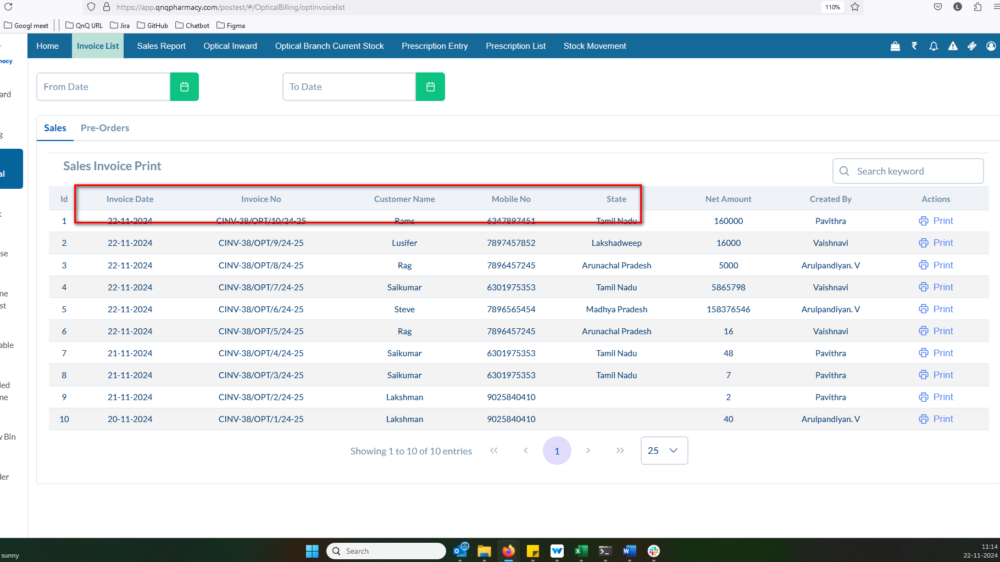 https://app.qnqpharmacy.com/postest/#/OpticalBilling/optinvoicelist 110% L
Googl meet QnQ URL Jira GitHub Chatbot Figma
macy
Home Invoice List Sales Report Optical Inward Optical Branch Current Stock Prescription Entry Prescription List Stock Movement ₹
From Date To Date
ard
Sales Pre-Orders
g
Sales Invoice Print Search keyword
al
Id Invoice Date Invoice No Customer Name Mobile No State Net Amount Created By Actions
1 22-11-2024 CINV-38/OPT/10/24-25 Rams 6347897451 Tamil Nadu 160000 Pavithra Print
2 22-11-2024 CINV-38/OPT/9/24-25 Lusifer 7897457852 Lakshadweep 16000 Vaishnavi Print
se
3 22-11-2024 CINV-38/OPT/8/24-25 Rag 7896457245 Arunachal Pradesh 5000 Arulpandiyan. V Print
4 22-11-2024 CINV-38/OPT/7/24-25 Saikumar 6301975353 Tamil Nadu 5865798 Vaishnavi Print
ne
st
5 22-11-2024 CINV-38/OPT/6/24-25 Steve 7896565454 Madhya Pradesh 158376546 Arulpandiyan. V Print
6 22-11-2024 CINV-38/OPT/5/24-25 Rag 7896457245 Arunachal Pradesh 16 Vaishnavi Print
able
7 21-11-2024 CINV-38/OPT/4/24-25 Saikumar 6301975353 Tamil Nadu 48 Pavithra Print
8 21-11-2024 CINV-38/OPT/3/24-25 Saikumar 6301975353 Tamil Nadu 7 Pavithra Print
led
ne
9 21-11-2024 CINV-38/OPT/2/24-25 Lakshman 9025840410 2 Pavithra Print
10 20-11-2024 CINV-38/OPT/1/24-25 Lakshman 9025840410 40 Arulpandiyan. V Print
w Bin
Showing 1 to 10 of 10 entries « ‹ 1 › » 25
der
Search
11:14
sunny
22-11-2024